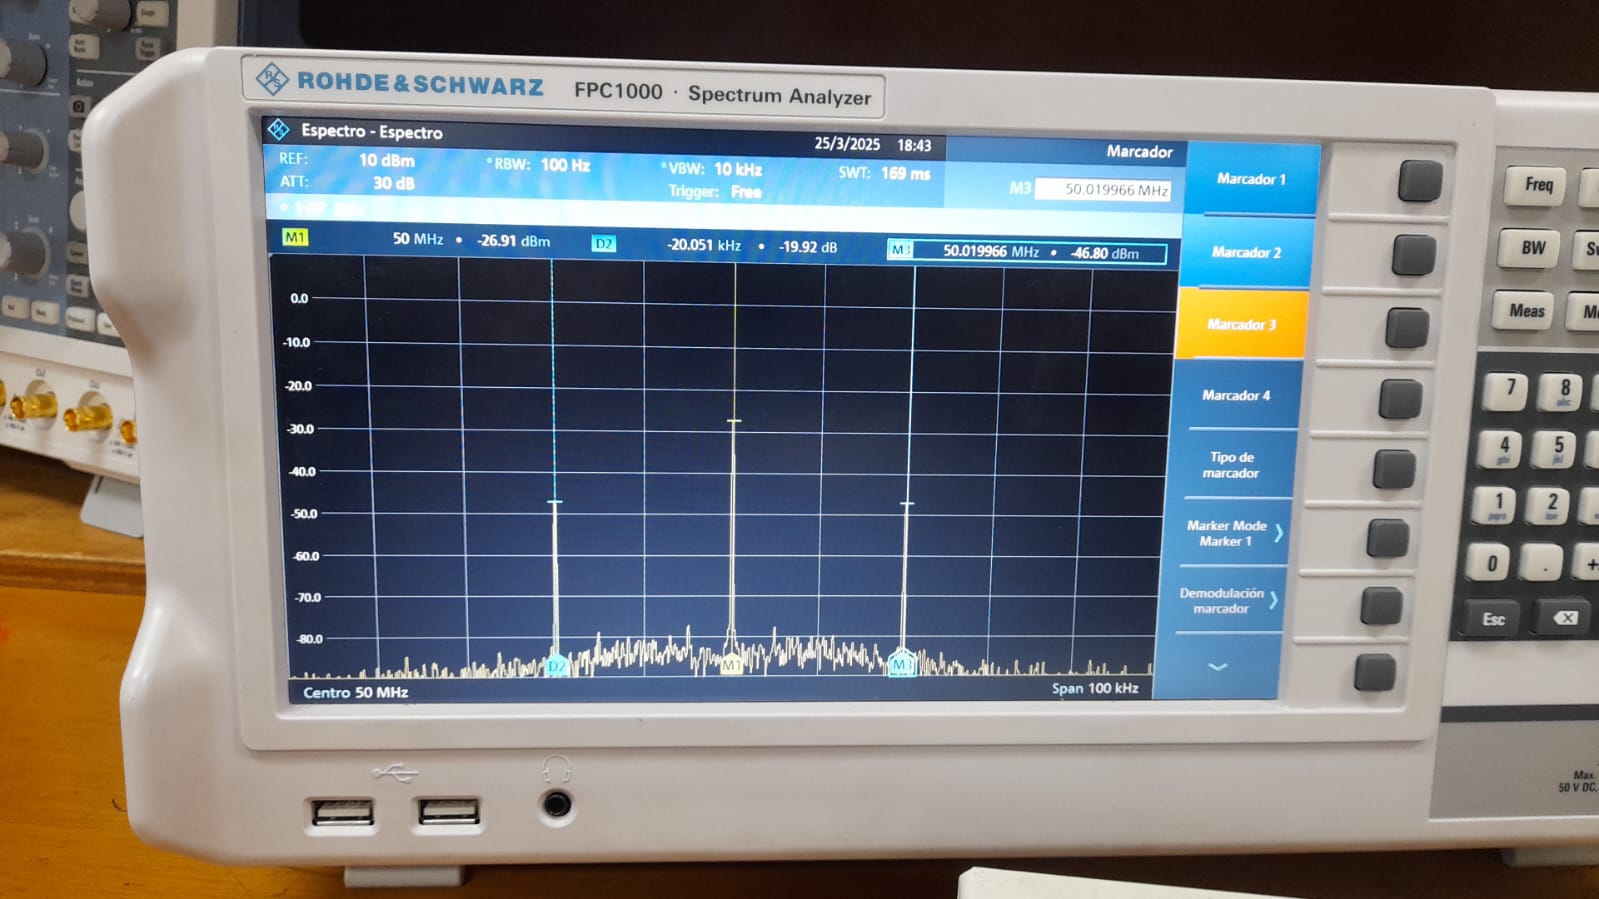 ROHDE&SCHWARZ FPC1000 · Spectrum Analyzer
Espectro - Espectro
25/3/2025 18:43
Marcador
REF: 10 dBm
ATT: 30 dB
RBW: 100 Hz
VBW: 10 kHz
SWT: 169 ms
Trigger: Free
M3 50.019966 MHz
M1 50 MHz • -26.91 dBm D2 -20.051 kHz • -19.92 dB M3 50.019966 MHz • -46.80 dBm
0.0
-10.0
-20.0
-30.0
-40.0
-50.0
-60.0
-70.0
-80.0
D2 M1 M3
Centro 50 MHz
Span 100 kHz
Marcador 1
Marcador 2
Marcador 3
Marcador 4
Tipo de
marcador
Marker Mode
Marker 1
Demodulación
marcador
Freq
BW
Meas
7 8
abc
4 5
ghi jkl
1 2
0 .
Esc
Max.
50 V DC,